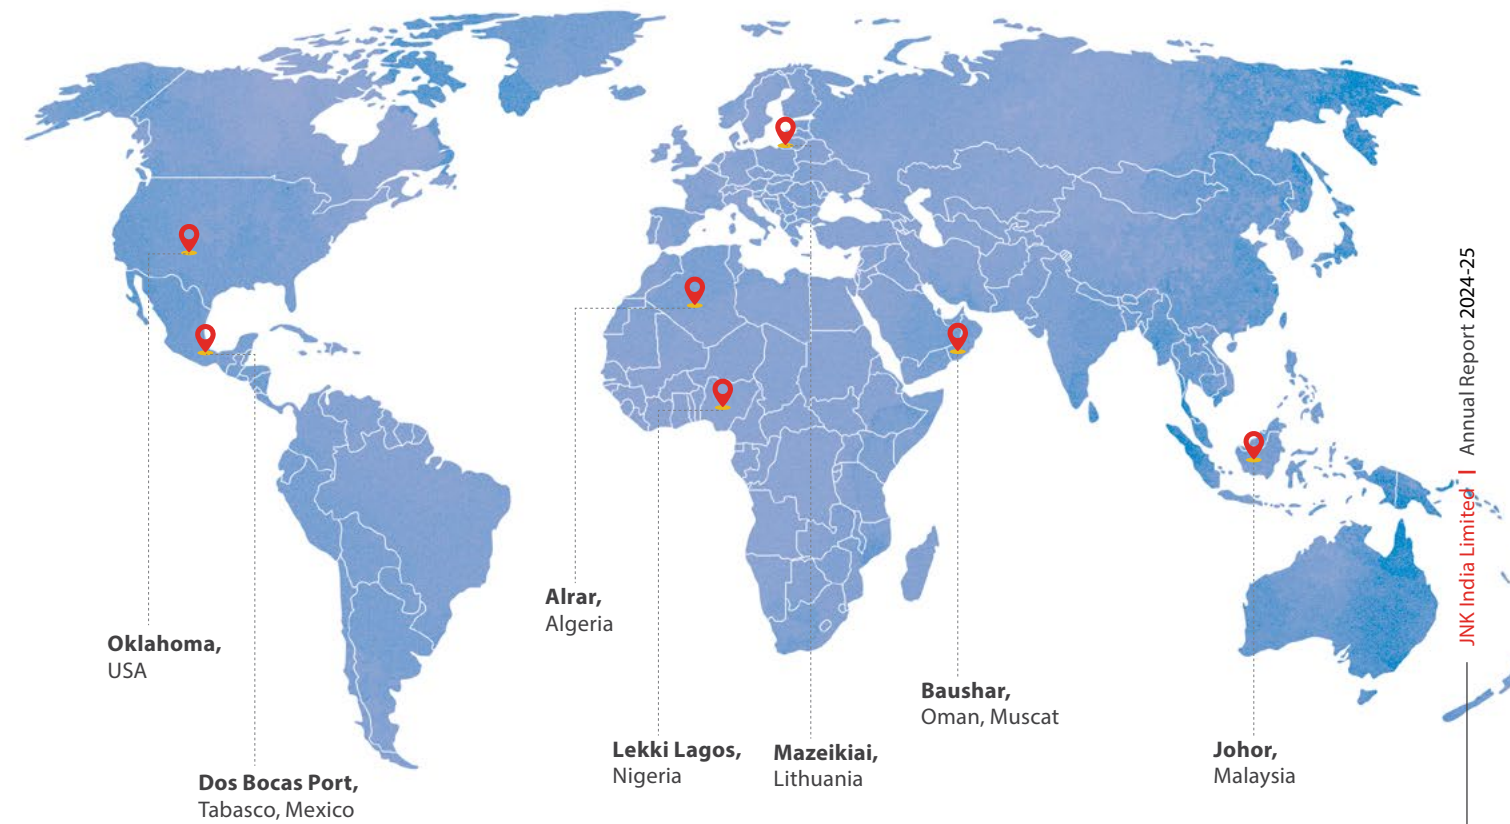 Oklahoma,
USA
Dos Bocas Port,
Tabasco, Mexico
Alrar,
Algeria
Lekki Lagos,
Nigeria
Mazeikiai,
Lithuania
Baushar,
Oman, Muscat
Johor,
Malaysia
JNK India Limited | Annual Report 2024-25